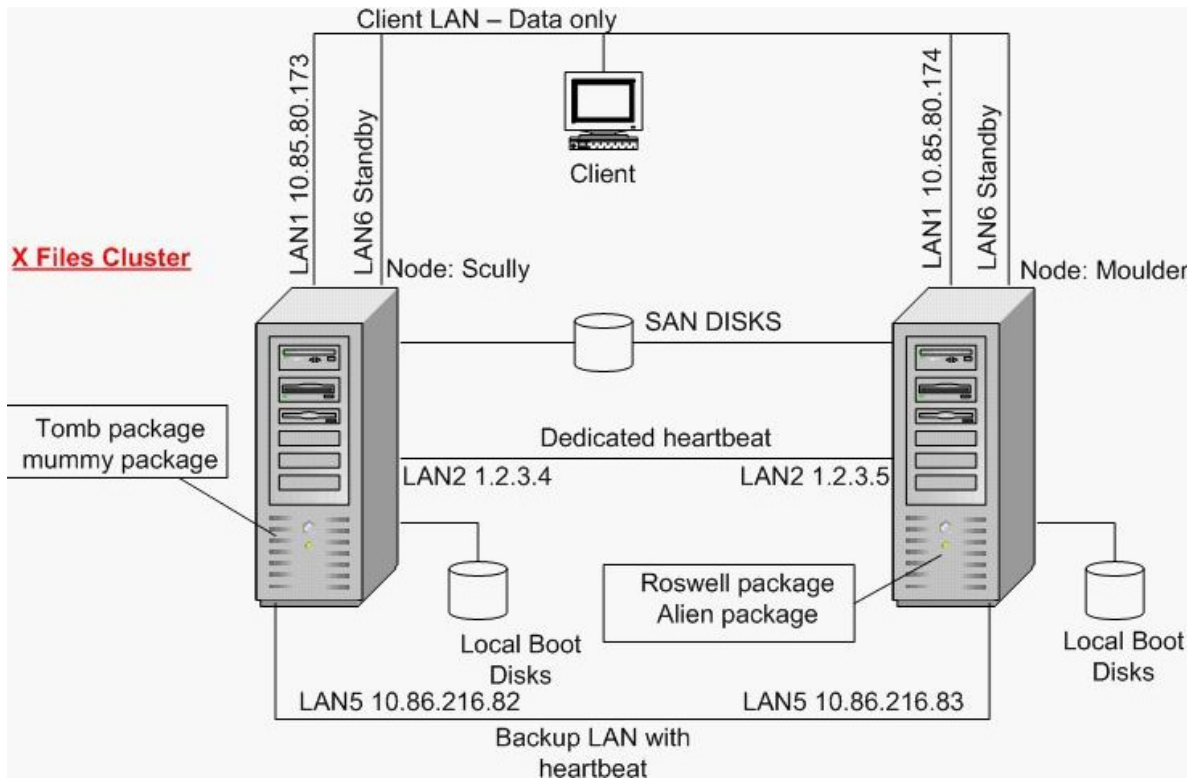 Client LAN – Data only
LAN1 10.85.80.173
LAN6 Standby
Client
LAN1 10.85.80.174
LAN6 Standby
X Files Cluster
Node: Scully
Node: Moulder
SAN DISKS
Tomb package
mummy package
Dedicated heartbeat
LAN2 1.2.3.4
LAN2 1.2.3.5
Roswell package
Alien package
Local Boot
Disks
Local Boot
Disks
LAN5 10.86.216.82
LAN5 10.86.216.83
Backup LAN with
heartbeat